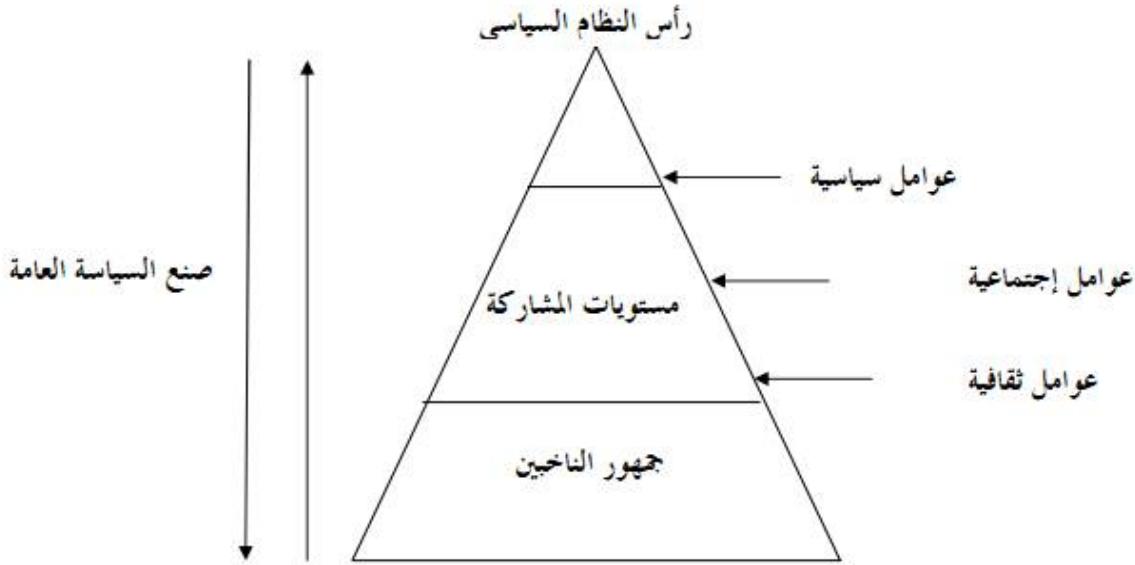 رأس النظام السياسى
عوامل سياسية
صنع السياسة العامة
عوامل إجتماعية
مستويات المشاركة
عوامل ثقافية
جمهور الناخبين